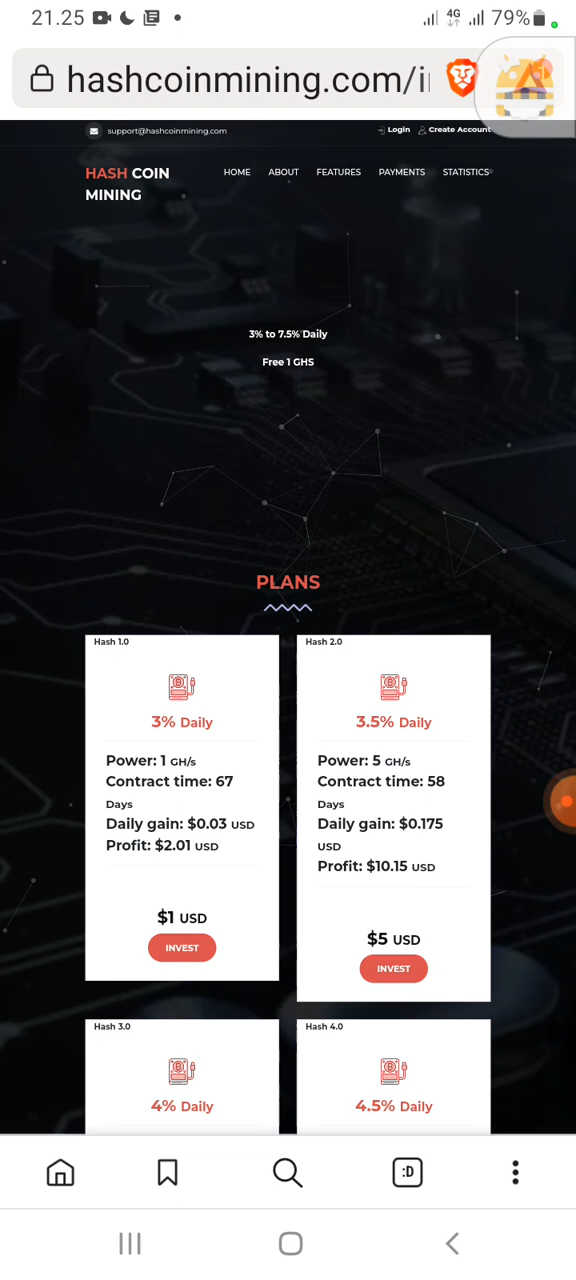 21.25
4G
79%
hashcoinmining.com/i
support@hashcoinmining.com
Login
Create Account
HASH COIN
MINING
HOME
ABOUT
FEATURES
PAYMENTS
STATISTICS
3% to 7.5% Daily
Free 1 GHS
PLANS
Hash 1.0
3% Daily
Power: 1 GH/s
Contract time: 67
Days
Daily gain: $0.03 USD
Profit: $2.01 USD
$1 USD
INVEST
Hash 2.0
3.5% Daily
Power: 5 GH/s
Contract time: 58
Days
Daily gain: $0.175
USD
Profit: $10.15 USD
$5 USD
INVEST
Hash 3.0
4% Daily
Hash 4.0
4.5% Daily
:D